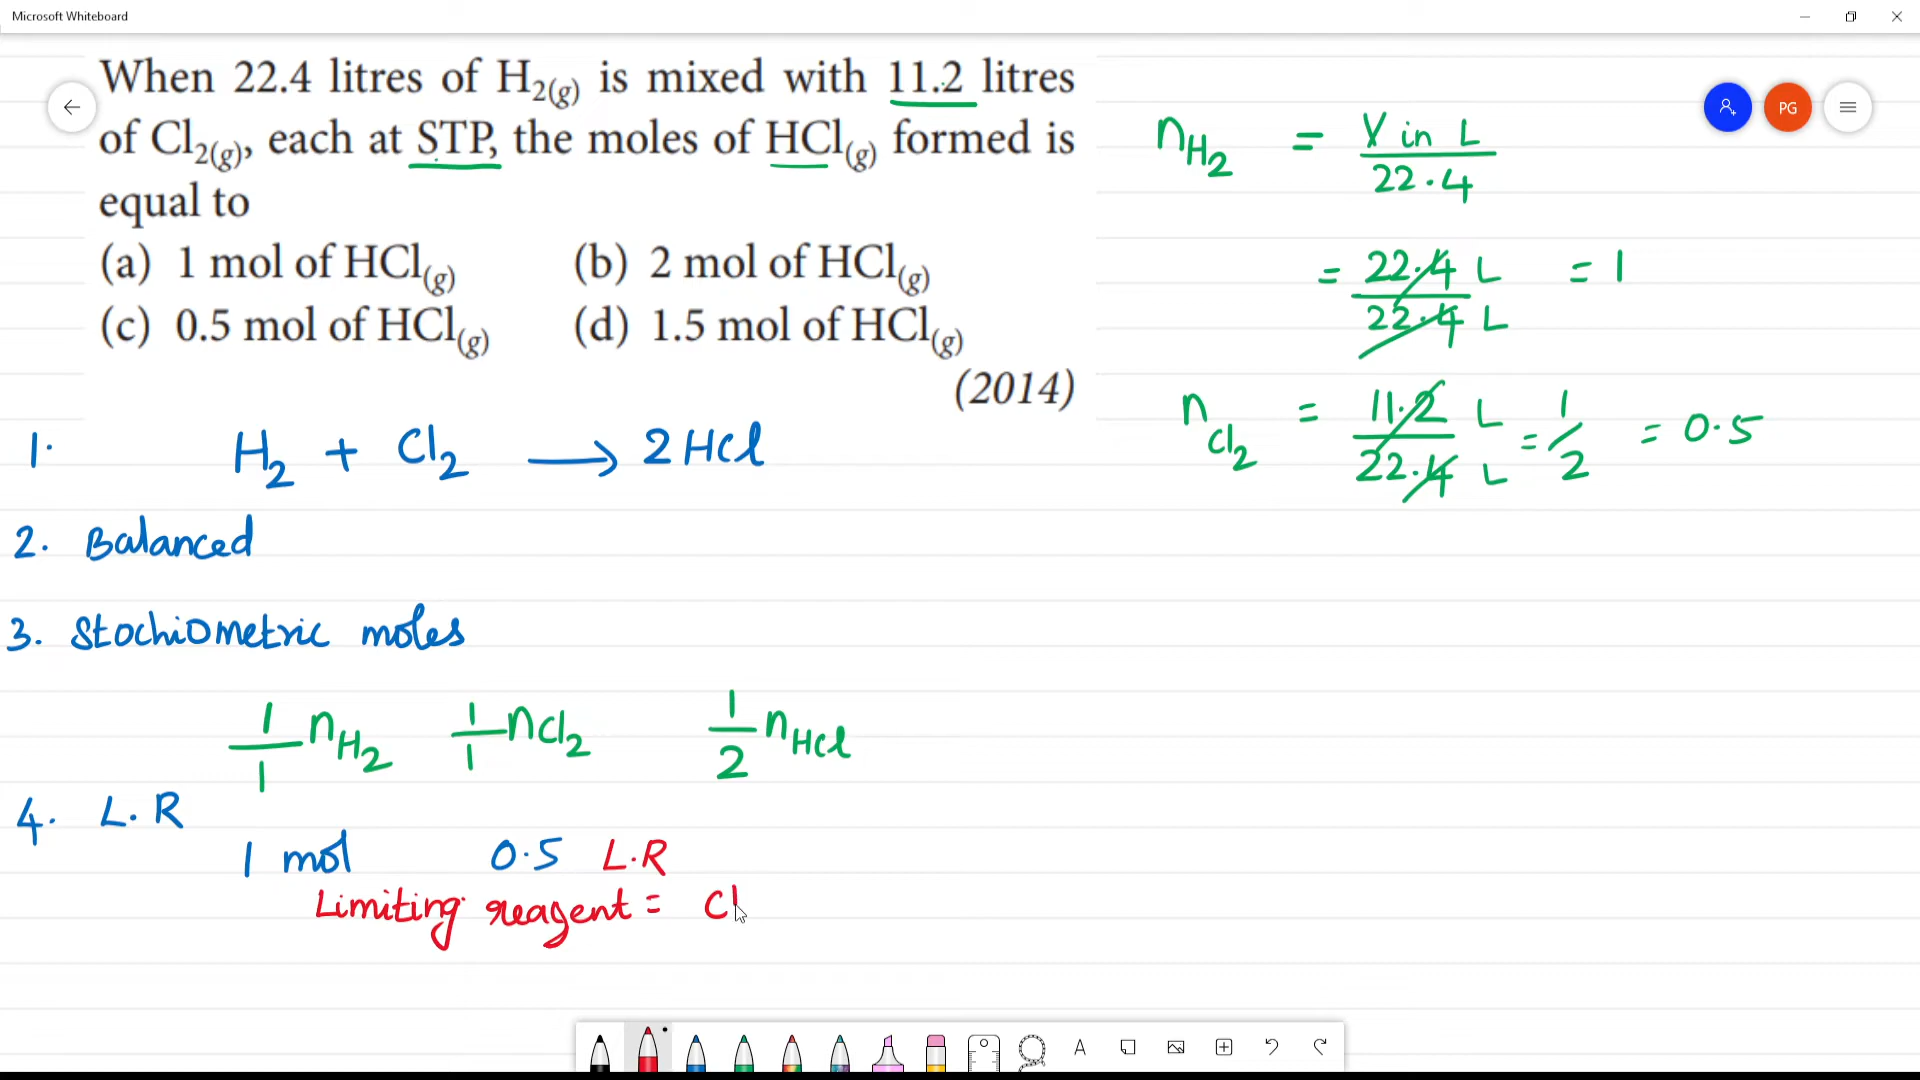 Microsoft Whiteboard
When 22.4 litres of H2(g) is mixed with 11.2 litres
of Cl2(g), each at STP, the moles of HCl(g) formed is
equal to
(a) 1 mol of HCl(g) (b) 2 mol of HCl(g)
(c) 0.5 mol of HCl(g) (d) 1.5 mol of HCl(g)
(2014)
PG
nH2 = V in L / 22.4
= 22.4 L / 22.4 L = 1
nCl2 = 11.2 L / 22.4 L = 1/2 = 0.5
1. H2 + Cl2 → 2HCl
2. Balanced
3. Stochiometric moles
1/1 nH2 1/1 nCl2 1/2 nHCl
4. L.R
1 mol 0.5 L.R
Limiting reagent = Cl
A